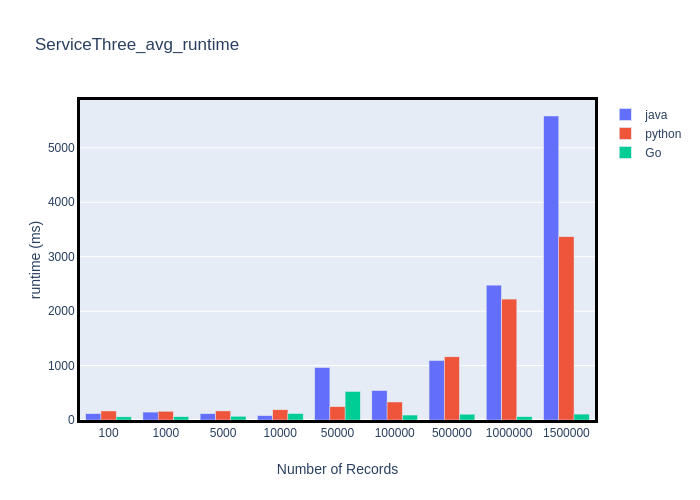 ServiceThree_avg_runtime
java
python
Go
runtime (ms)
5000
4000
3000
2000
1000
0
100 1000 5000 10000 50000 100000 500000 1000000 1500000
Number of Records